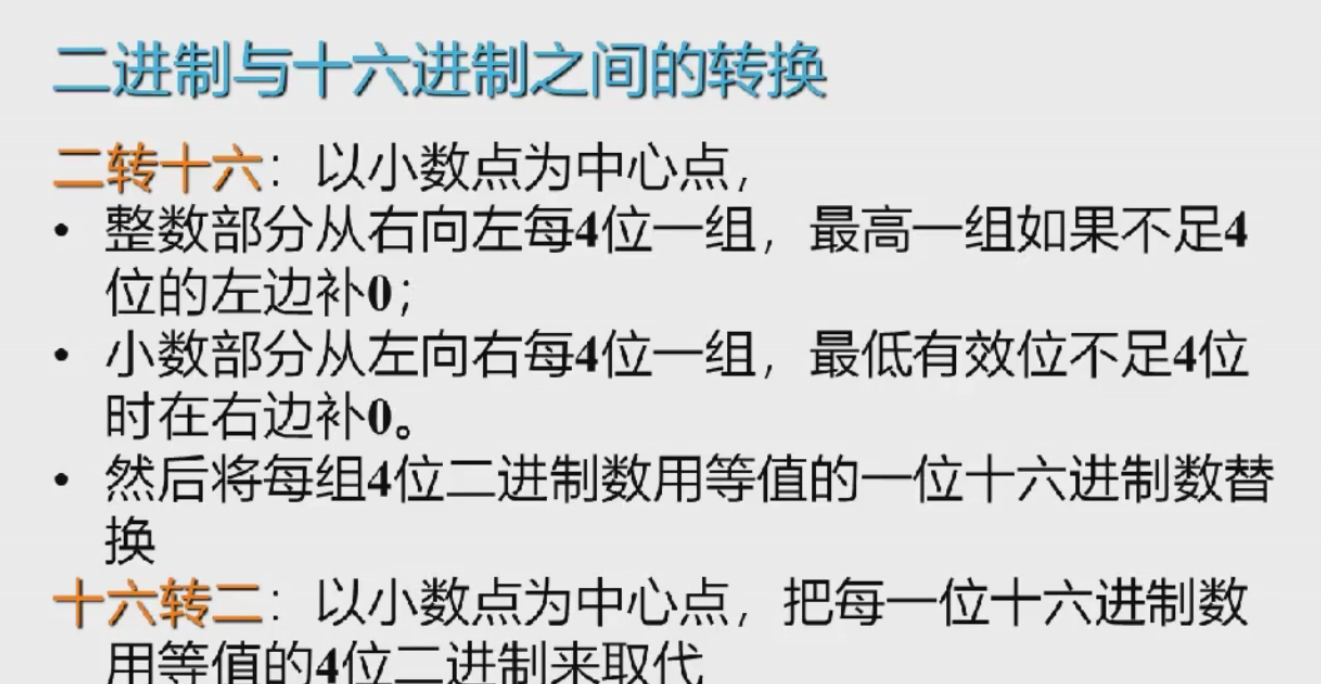 二进制与十六进制之间的转换
二转十六：以小数点为中心点，
• 整数部分从右向左每4位一组，最高一组如果不足4
位的左边补0；
• 小数部分从左向右每4位一组，最低有效位不足4位
时在右边补0。
• 然后将每组4位二进制数用等值的一位十六进制数替
换
十六转二：以小数点为中心点，把每一位十六进制数
用等值的4位二进制来取代